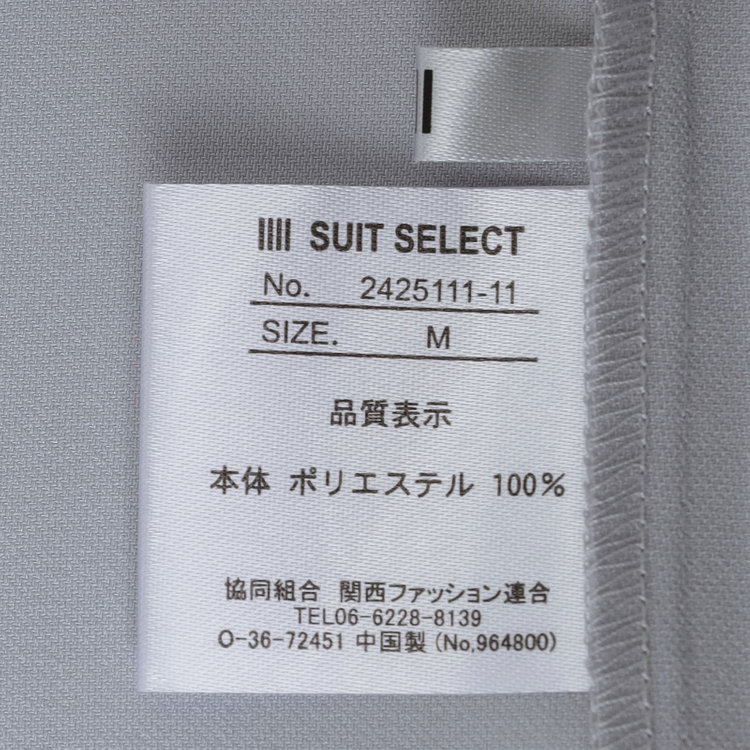 SUIT SELECT
No. 2425111-11
SIZE. M
品質表示
本体 ポリエステル 100%
協同組合 関西ファッション連合
TEL06-6228-8139
O-36-72451 中国製 (No,964800)